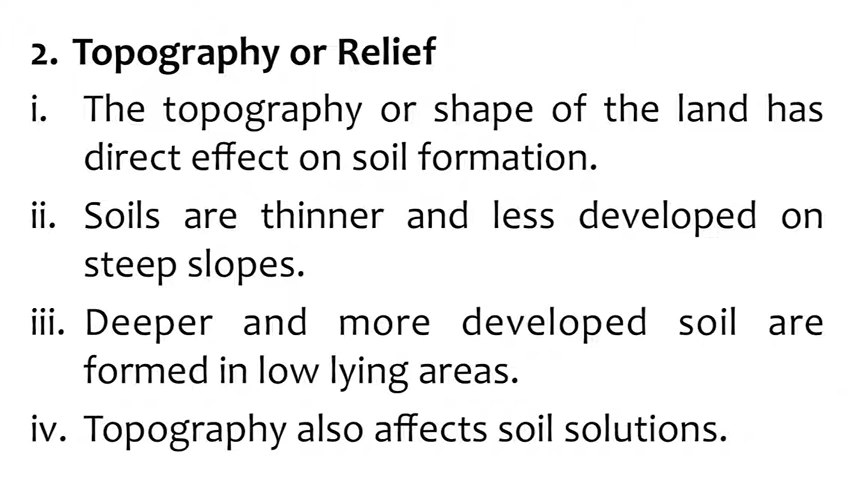 2. Topography or Relief
i. The topography or shape of the land has
direct effect on soil formation.
ii. Soils are thinner and less developed on
steep slopes.
iii. Deeper and more developed soil are
formed in low lying areas.
iv. Topography also affects soil solutions.